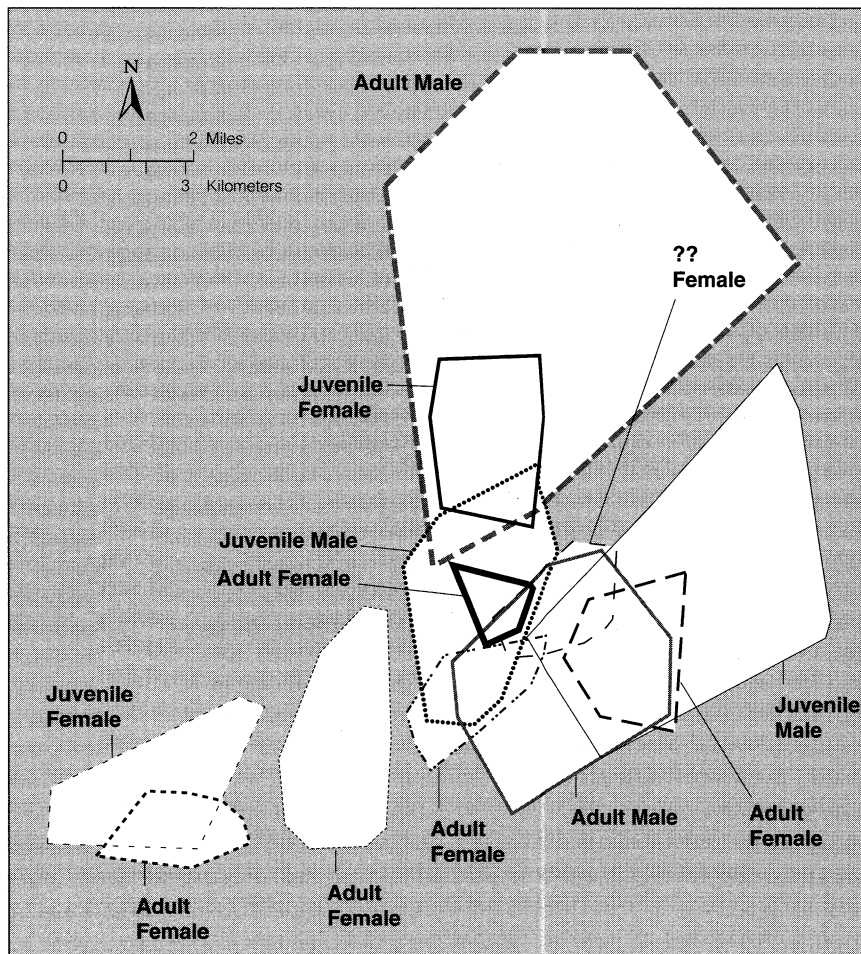 N
Adult Male
0 2 Miles
0 3 Kilometers
??
Female
Juvenile
Female
Juvenile Male
Adult Female
Juvenile
Female
Juvenile
Male
Adult
Female
Adult Male
Adult
Female
Adult
Female
Adult
Female